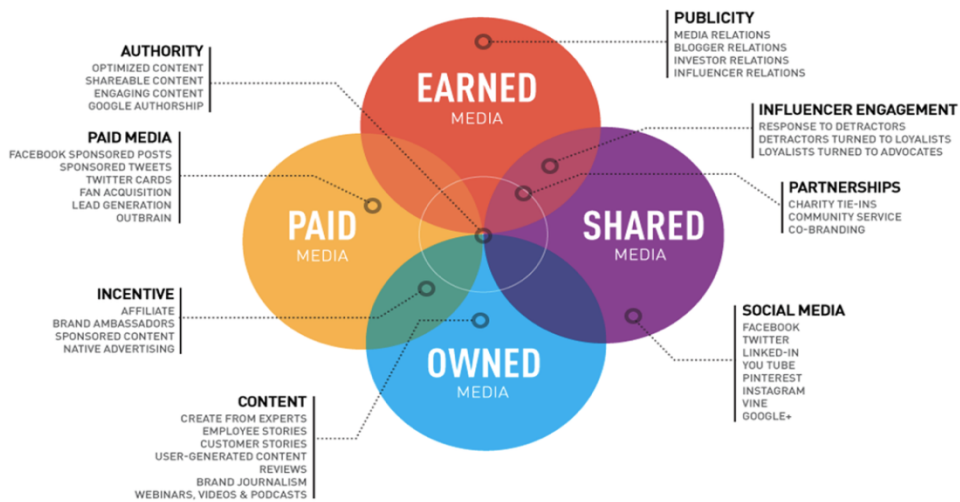 PUBLICITY
MEDIA RELATIONS
BLOGGER RELATIONS
INVESTOR RELATIONS
INFLUENCER RELATIONS
AUTHORITY
OPTIMIZED CONTENT
SHAREABLE CONTENT
ENGAGING CONTENT
GOOGLE AUTHORSHIP
EARNED
MEDIA
INFLUENCER ENGAGEMENT
RESPONSE TO DETRACTORS
DETRACTORS TURNED TO LOYALISTS
LOYALISTS TURNED TO ADVOCATES
PAID MEDIA
FACEBOOK SPONSORED POSTS
SPONSORED TWEETS
TWITTER CARDS
FAN ACQUISITION
LEAD GENERATION
OUTBRAIN
PARTNERSHIPS
CHARITY TIE-INS
COMMUNITY SERVICE
CO-BRANDING
PAID
MEDIA
SHARED
MEDIA
INCENTIVE
AFFILIATE
BRAND AMBASSADORS
SPONSORED CONTENT
NATIVE ADVERTISING
SOCIAL MEDIA
FACEBOOK
TWITTER
LINKED-IN
YOU TUBE
PINTEREST
INSTAGRAM
VINE
GOOGLE+
OWNED
MEDIA
CONTENT
CREATE FROM EXPERTS
EMPLOYEE STORIES
CUSTOMER STORIES
USER-GENERATED CONTENT
REVIEWS
BRAND JOURNALISM
WEBINARS, VIDEOS & PODCASTS